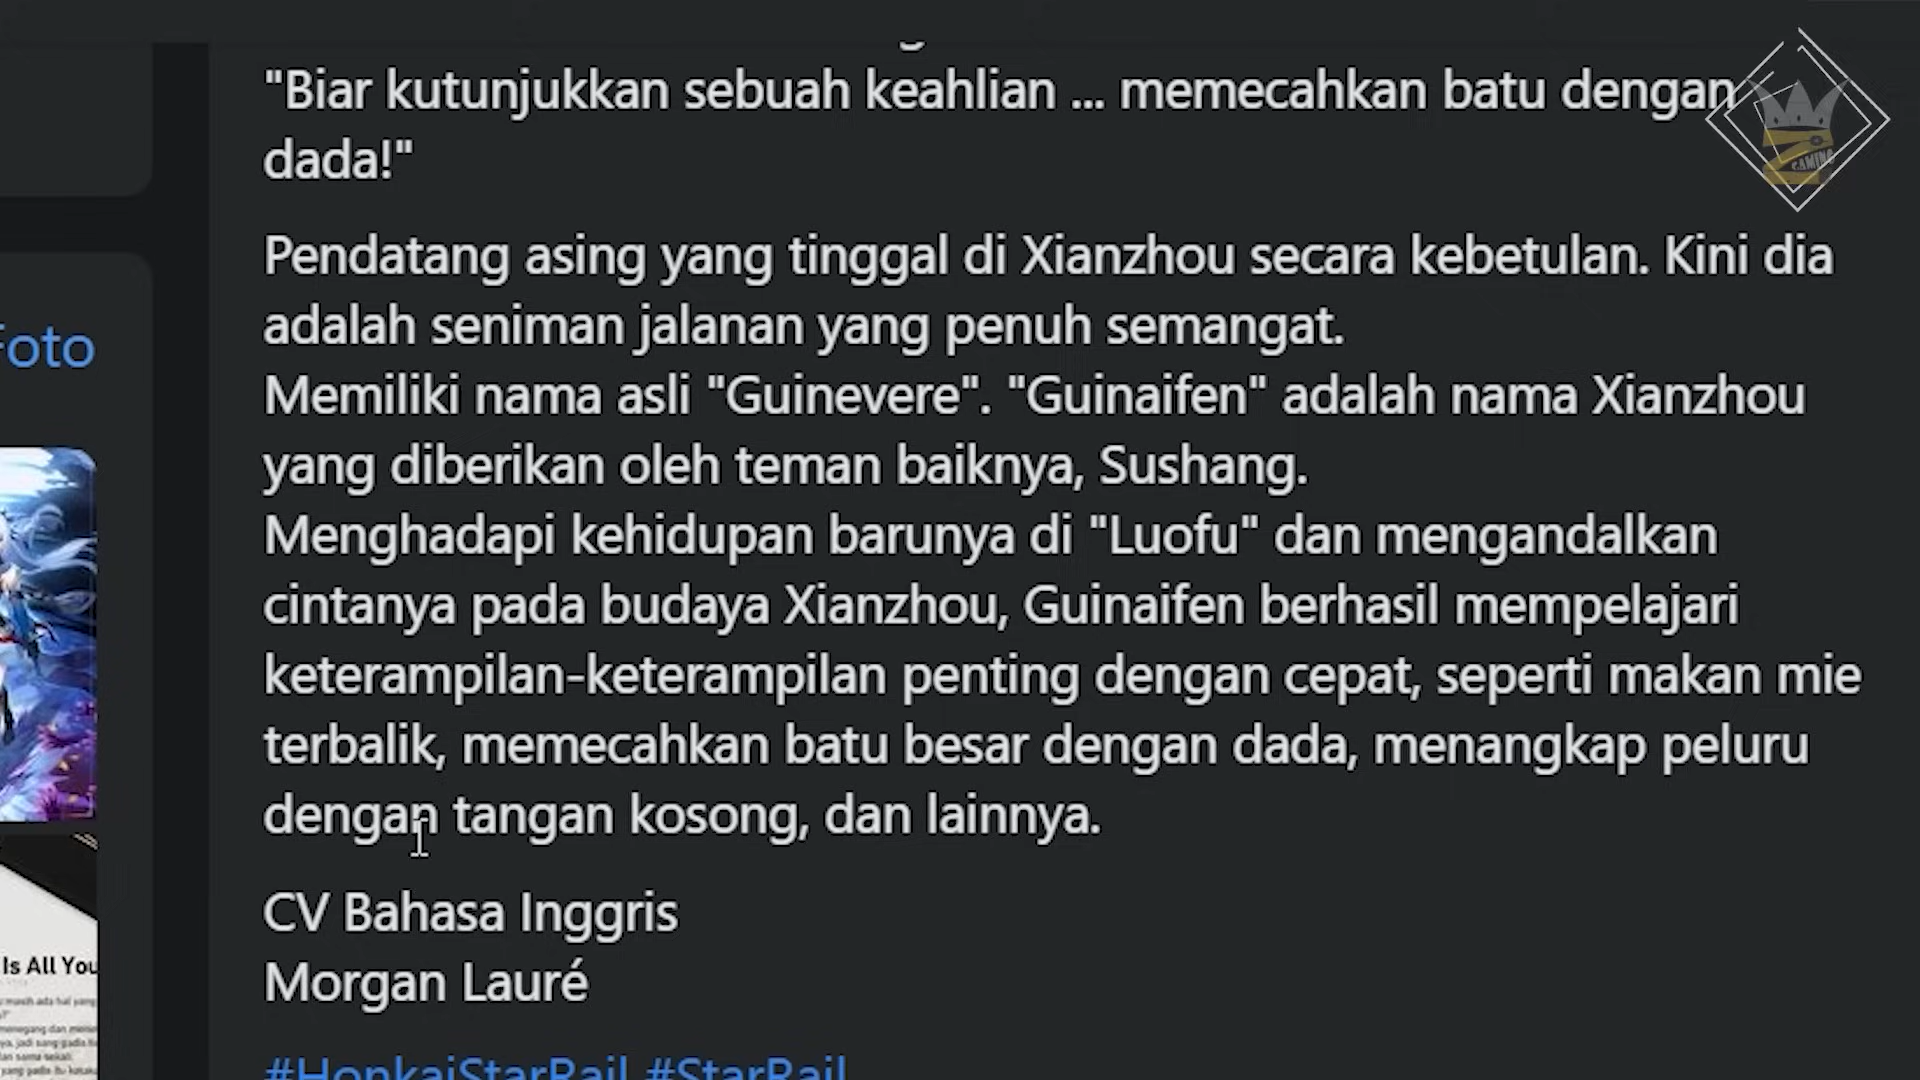 "Biar kutunjukkan sebuah keahlian ... memecahkan batu dengan
dada!"
GAMING
Pendatang asing yang tinggal di Xianzhou secara kebetulan. Kini dia
adalah seniman jalanan yang penuh semangat.
Foto
Memiliki nama asli "Guinevere". "Guinaifen" adalah nama Xianzhou
yang diberikan oleh teman baiknya, Sushang.
Menghadapi kehidupan barunya di "Luofu" dan mengandalkan
cintanya pada budaya Xianzhou, Guinaifen berhasil mempelajari
keterampilan-keterampilan penting dengan cepat, seperti makan mie
terbalik, memecahkan batu besar dengan dada, menangkap peluru
dengan tangan kosong, dan lainnya.
CV Bahasa Inggris
Morgan Lauré
Is All You
#HonkaiStarRail #StarRail